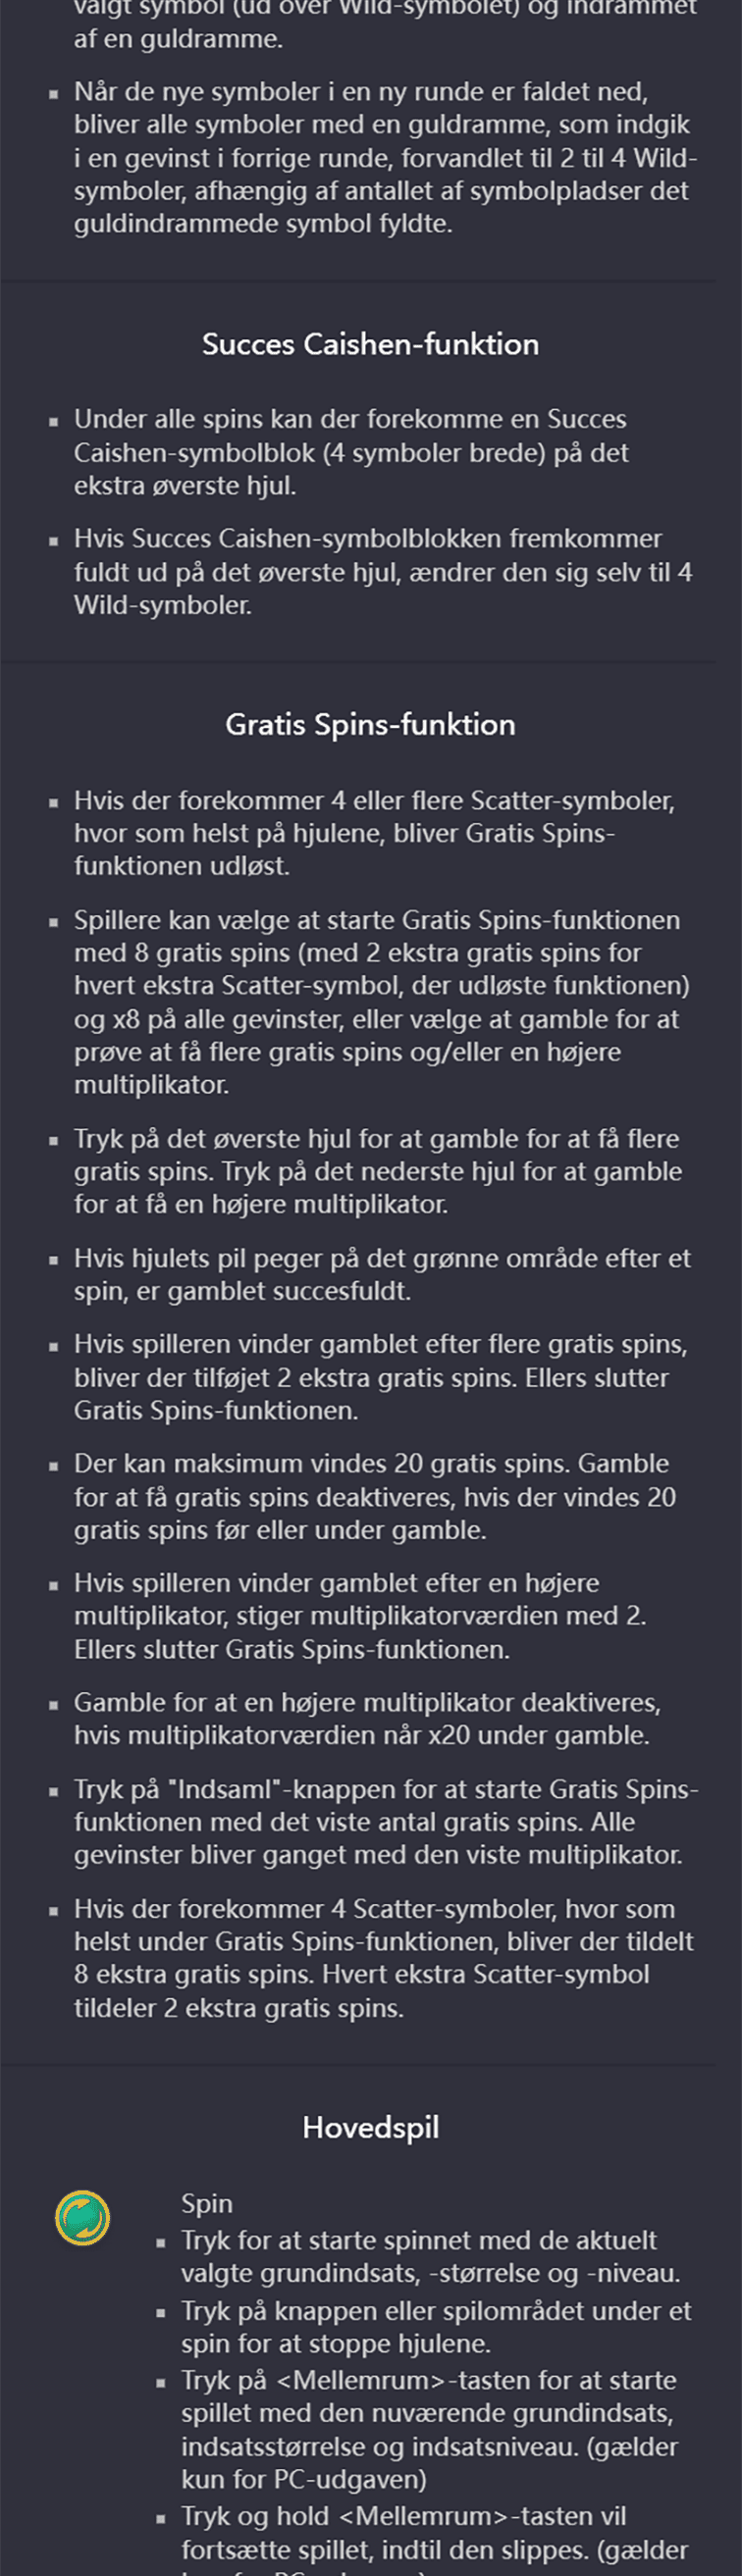 valgt symbol (ud over Wild-symbolet) og indrammet
af en guldramme.
Når de nye symboler i en ny runde er faldet ned,
bliver alle symboler med en guldramme, som indgik
i en gevinst i forrige runde, forvandlet til 2 til 4 Wild-
symboler, afhængig af antallet af symbolpladser det
guldindrammede symbol fyldte.
Succes Caishen-funktion
Under alle spins kan der forekomme en Succes
Caishen-symbolblok (4 symboler brede) på det
ekstra øverste hjul.
Hvis Succes Caishen-symbolblokken fremkommer
fuldt ud på det øverste hjul, ændrer den sig selv til 4
Wild-symboler.
Gratis Spins-funktion
Hvis der forekommer 4 eller flere Scatter-symboler,
hvor som helst på hjulene, bliver Gratis Spins-
funktionen udløst.
Spillere kan vælge at starte Gratis Spins-funktionen
med 8 gratis spins (med 2 ekstra gratis spins for
hvert ekstra Scatter-symbol, der udløste funktionen)
og x8 på alle gevinster, eller vælge at gamble for at
prøve at få flere gratis spins og/eller en højere
multiplikator.
Tryk på det øverste hjul for at gamble for at få flere
gratis spins. Tryk på det nederste hjul for at gamble
for at få en højere multiplikator.
Hvis hjulets pil peger på det grønne område efter et
spin, er gamblet succesfuldt.
Hvis spilleren vinder gamblet efter flere gratis spins,
bliver der tilføjet 2 ekstra gratis spins. Ellers slutter
Gratis Spins-funktionen.
Der kan maksimum vindes 20 gratis spins. Gamble
for at få gratis spins deaktiveres, hvis der vindes 20
gratis spins før eller under gamble.
Hvis spilleren vinder gamblet efter en højere
multiplikator, stiger multiplikatorværdien med 2.
Ellers slutter Gratis Spins-funktionen.
Gamble for at en højere multiplikator deaktiveres,
hvis multiplikatorværdien når x20 under gamble.
Tryk på "Indsaml"-knappen for at starte Gratis Spins-
funktionen med det viste antal gratis spins. Alle
gevinster bliver ganget med den viste multiplikator.
Hvis der forekommer 4 Scatter-symboler, hvor som
helst under Gratis Spins-funktionen, bliver der tildelt
8 ekstra gratis spins. Hvert ekstra Scatter-symbol
tildeler 2 ekstra gratis spins.
Hovedspil
Spin
Tryk for at starte spinnet med de aktuelt
valgte grundindsats, -størrelse og -niveau.
Tryk på knappen eller spilområdet under et
spin for at stoppe hjulene.
Tryk på <Mellemrum>-tasten for at starte
spillet med den nuværende grundindsats,
indsatsstørrelse og indsatsniveau. (gælder
kun for PC-udgaven)
Tryk og hold <Mellemrum>-tasten vil
fortsætte spillet, indtil den slippes. (gælder